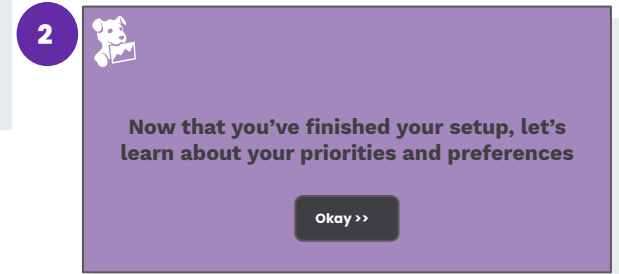 2
Now that you’ve finished your setup, let’s
learn about your priorities and preferences
Okay >>